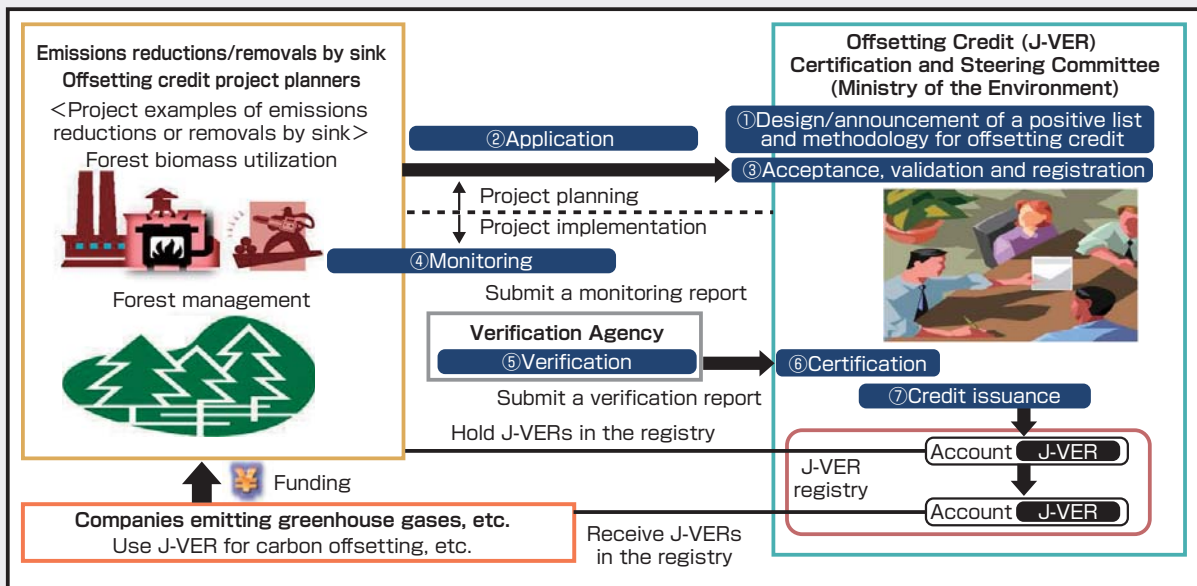 Emissions reductions/removals by sink
Offsetting credit project planners
<Project examples of emissions
reductions or removals by sink>
Forest biomass utilization
Forest management
②Application
Project planning
Project implementation
④Monitoring
Submit a monitoring report
Verification Agency
⑤Verification
Submit a verification report
Hold J-VERs in the registry
Offsetting Credit (J-VER)
Certification and Steering Committee
(Ministry of the Environment)
①Design/announcement of a positive list
and methodology for offsetting credit
③Acceptance, validation and registration
⑥Certification
⑦Credit issuance
Account J-VER
J-VER
registry
Account J-VER
¥ Funding
Companies emitting greenhouse gases, etc.
Use J-VER for carbon offsetting, etc.
Receive J-VERs
in the registry